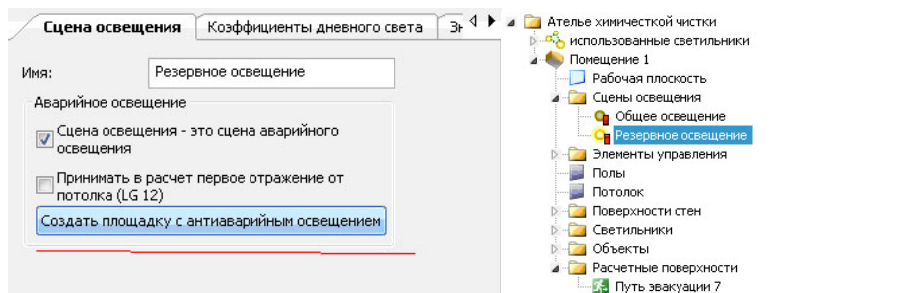 Сцена освещения
Коэффициенты дневного света
Зн
Имя:
Резервное освещение
Аварийное освещение
Сцена освещения - это сцена аварийного
освещения
Принимать в расчет первое отражение от
потолка (LG 12)
Создать площадку с антиаварийным освещением
Ателье химичесткой чистки
использованные светильники
Помещение 1
Рабочая плоскость
Сцены освещения
Общее освещение
Резервное освещение
Элементы управления
Полы
Потолок
Поверхности стен
Светильники
Объекты
Расчетные поверхности
Путь эвакуации 7